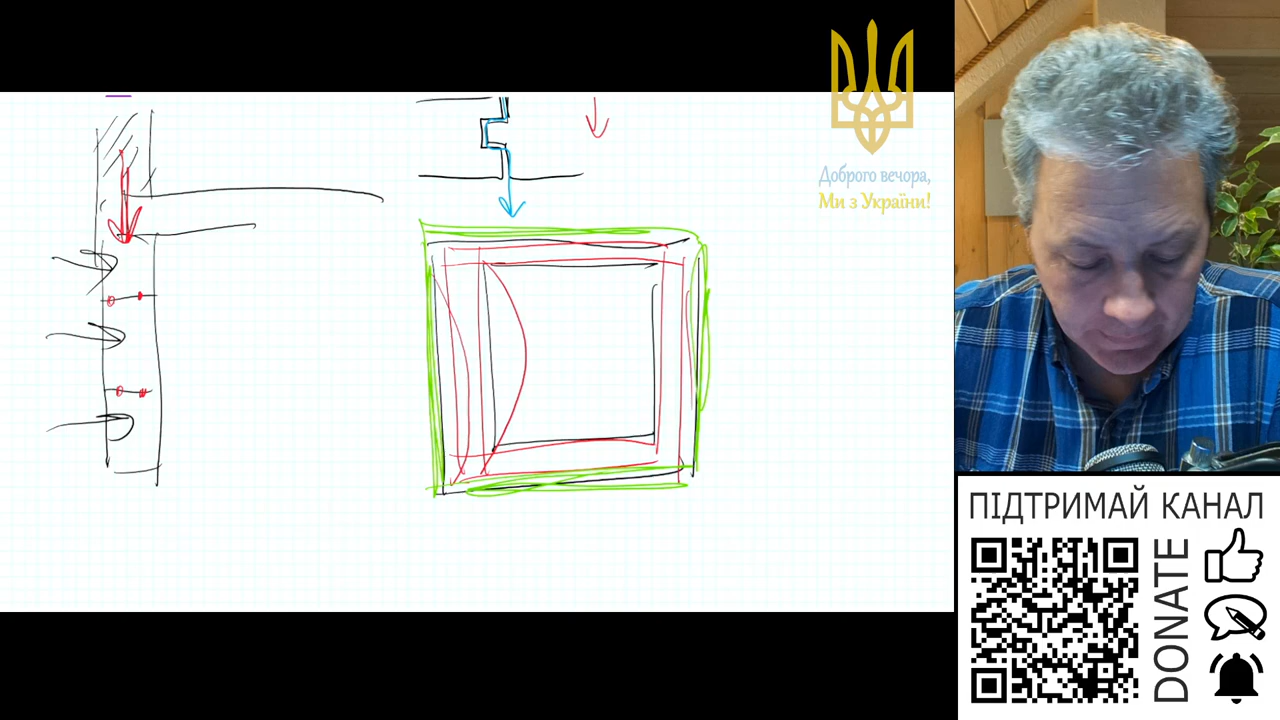 Доброго вечора,
Ми з України!
ПІДТРИМАЙ КАНАЛ
DONATE